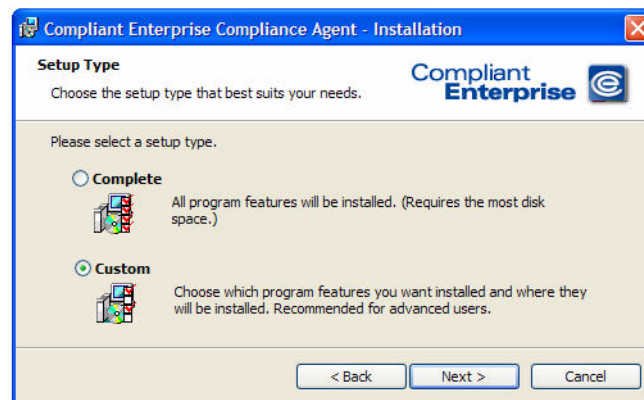 Compliant Enterprise Compliance Agent - Installation
Setup Type
Choose the setup type that best suits your needs.
Compliant
Enterprise
Please select a setup type.
Complete
All program features will be installed. (Requires the most disk
space.)
Custom
Choose which program features you want installed and where they
will be installed. Recommended for advanced users.
< Back
Next >
Cancel